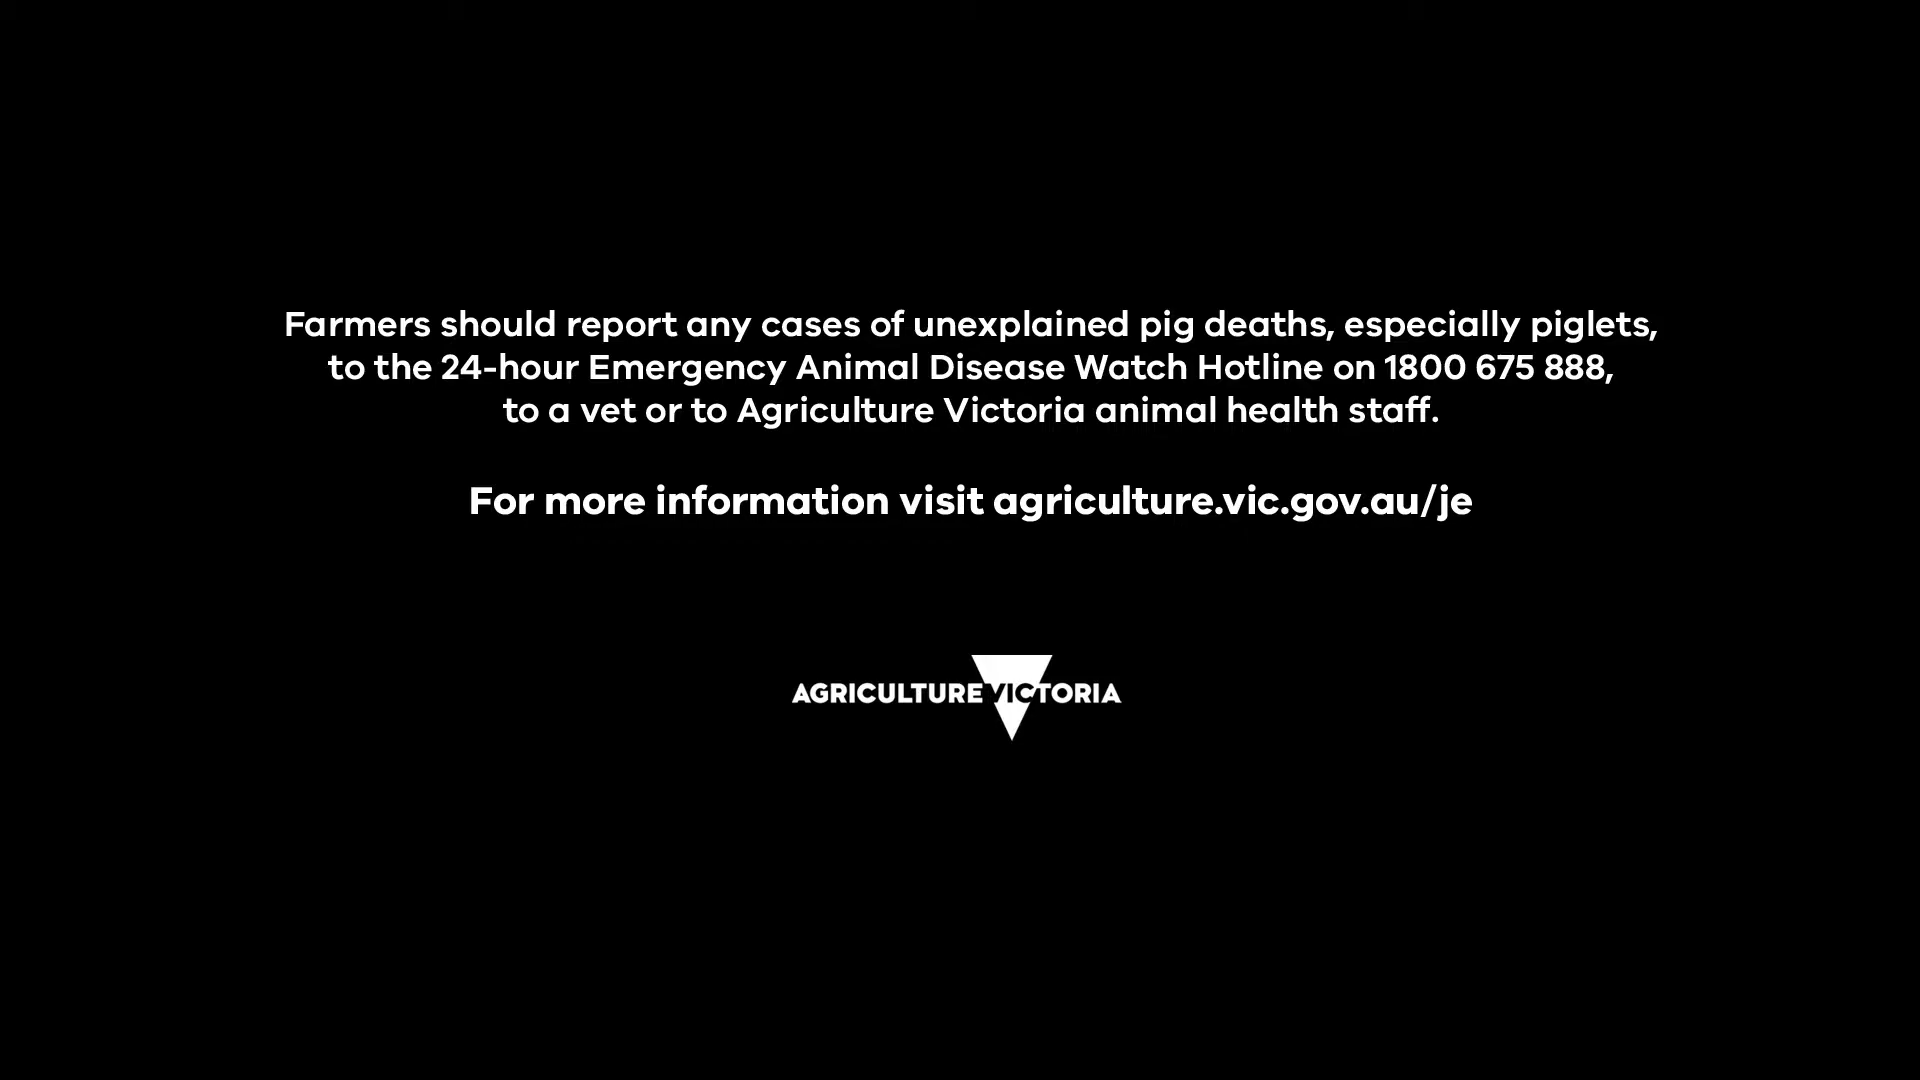 Farmers should report any cases of unexplained pig deaths, especially piglets,
to the 24-hour Emergency Animal Disease Watch Hotline on 1800 675 888,
to a vet or to Agriculture Victoria animal health staff.
For more information visit agriculture.vic.gov.au/je
AGRICULTURE VICTORIA